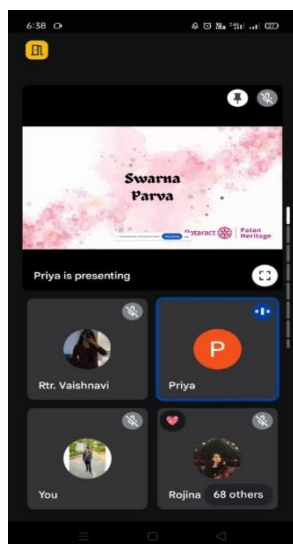 6:38
Swarna
Parva
Rotaract
Patan
Heritage
Priya is presenting
Rtr. Vaishnavi
P
Priya
You
Rojina
68 others